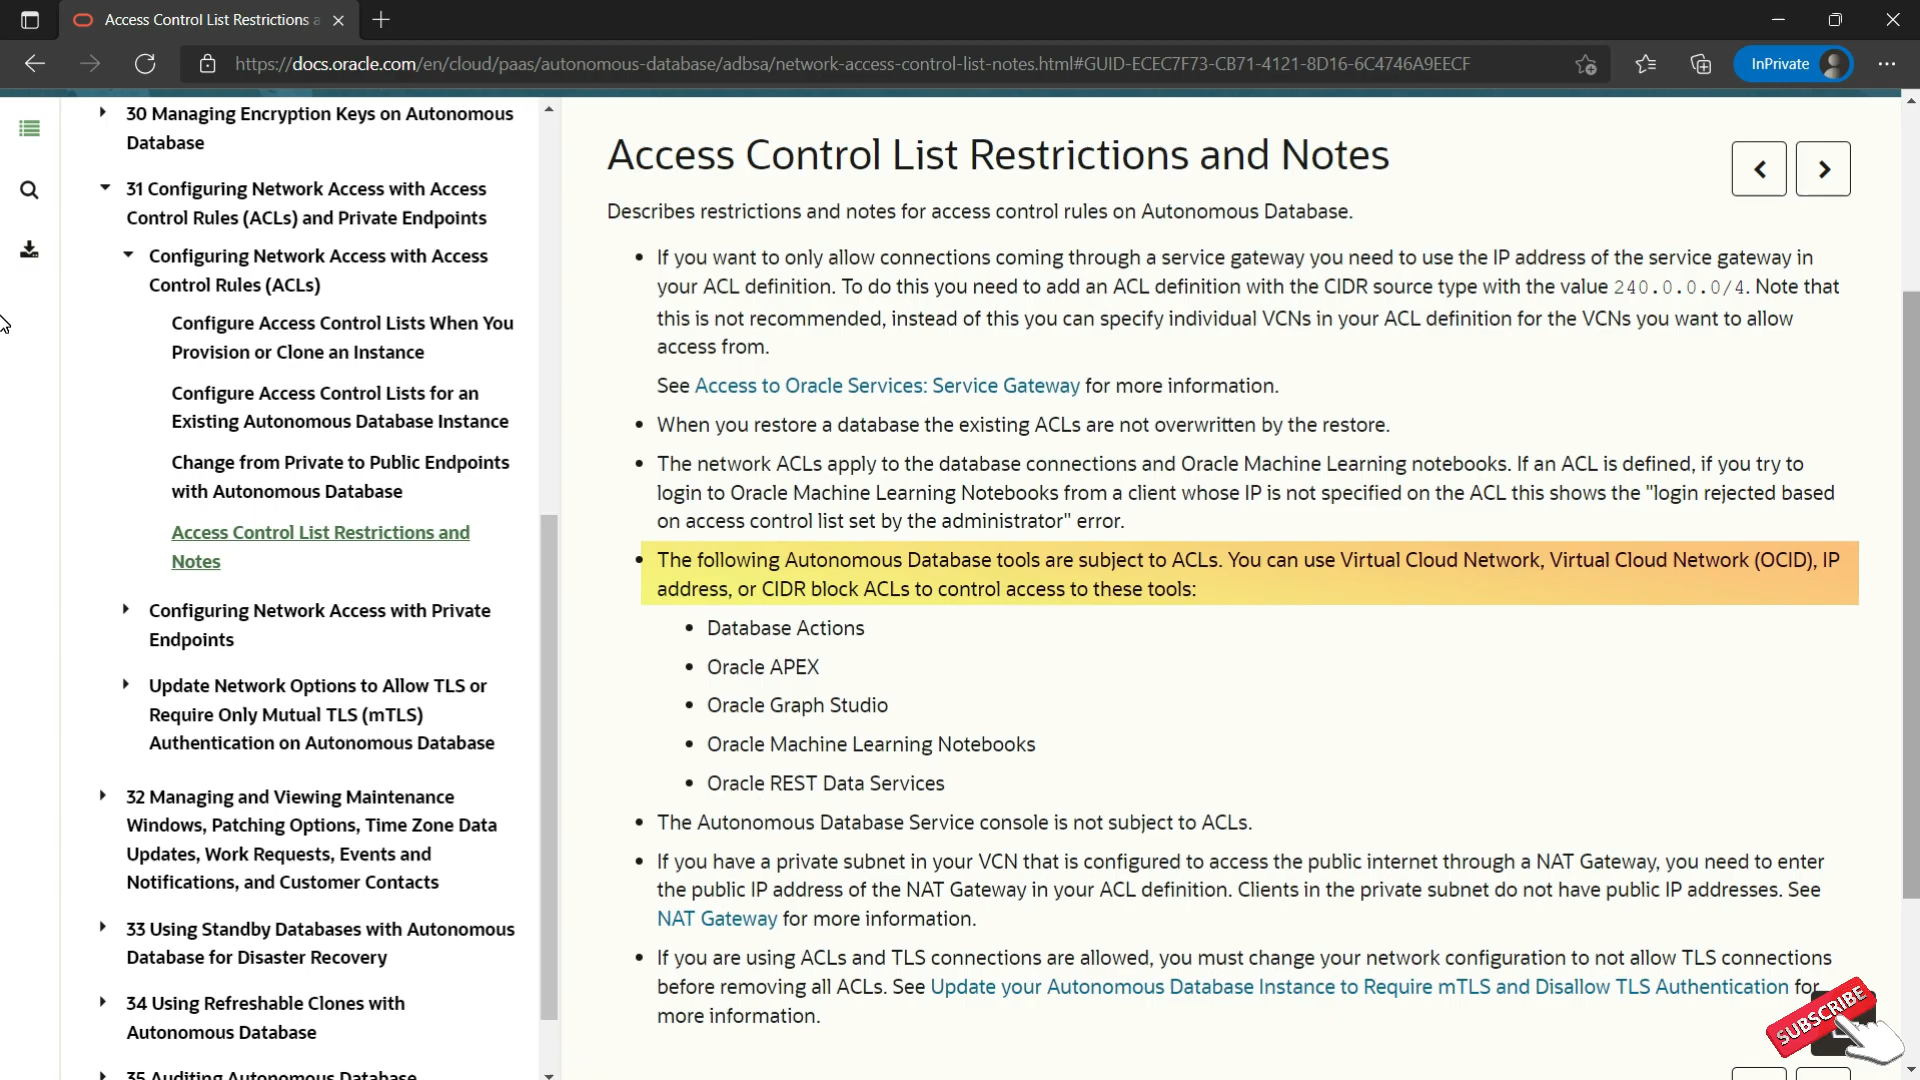 Access Control List Restrictions a
https://docs.oracle.com/en/cloud/paas/autonomous-database/adbsa/network-access-control-list-notes.html#GUID-ECEC7F73-CB71-4121-8D16-6C4746A9EECF
InPrivate
30 Managing Encryption Keys on Autonomous
Database
31 Configuring Network Access with Access
Control Rules (ACLs) and Private Endpoints
Configuring Network Access with Access
Control Rules (ACLs)
Configure Access Control Lists When You
Provision or Clone an Instance
Configure Access Control Lists for an
Existing Autonomous Database Instance
Change from Private to Public Endpoints
with Autonomous Database
Access Control List Restrictions and
Notes
Configuring Network Access with Private
Endpoints
Update Network Options to Allow TLS or
Require Only Mutual TLS (mTLS)
Authentication on Autonomous Database
32 Managing and Viewing Maintenance
Windows, Patching Options, Time Zone Data
Updates, Work Requests, Events and
Notifications, and Customer Contacts
33 Using Standby Databases with Autonomous
Database for Disaster Recovery
34 Using Refreshable Clones with
Autonomous Database
35 Auditing Autonomous Database
Access Control List Restrictions and Notes
Describes restrictions and notes for access control rules on Autonomous Database.
• If you want to only allow connections coming through a service gateway you need to use the IP address of the service gateway in
your ACL definition. To do this you need to add an ACL definition with the CIDR source type with the value 240.0.0.0/4. Note that
this is not recommended, instead of this you can specify individual VCNs in your ACL definition for the VCNs you want to allow
access from.
See Access to Oracle Services: Service Gateway for more information.
• When you restore a database the existing ACLs are not overwritten by the restore.
• The network ACLs apply to the database connections and Oracle Machine Learning notebooks. If an ACL is defined, if you try to
login to Oracle Machine Learning Notebooks from a client whose IP is not specified on the ACL this shows the "login rejected based
on access control list set by the administrator" error.
• The following Autonomous Database tools are subject to ACLs. You can use Virtual Cloud Network, Virtual Cloud Network (OCID), IP
address, or CIDR block ACLs to control access to these tools:
• Database Actions
• Oracle APEX
• Oracle Graph Studio
• Oracle Machine Learning Notebooks
• Oracle REST Data Services
• The Autonomous Database Service console is not subject to ACLs.
• If you have a private subnet in your VCN that is configured to access the public internet through a NAT Gateway, you need to enter
the public IP address of the NAT Gateway in your ACL definition. Clients in the private subnet do not have public IP addresses. See
NAT Gateway for more information.
• If you are using ACLs and TLS connections are allowed, you must change your network configuration to not allow TLS connections
before removing all ACLs. See Update your Autonomous Database Instance to Require mTLS and Disallow TLS Authentication for
more information.
SUBSCRIBE